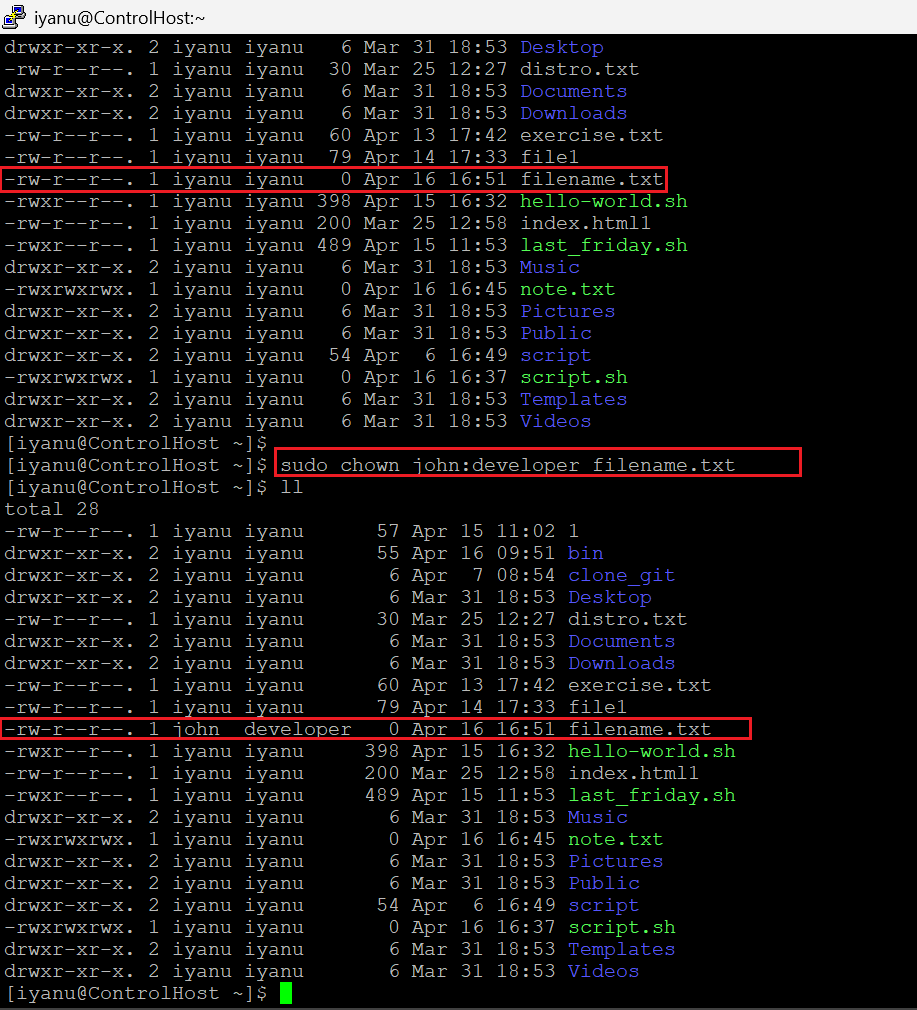 iyanu@ControlHost:~
drwxr-xr-x. 2 iyanu iyanu   6 Mar 31 18:53 Desktop
-rw-r--r--. 1 iyanu iyanu  30 Mar 25 12:27 distro.txt
drwxr-xr-x. 2 iyanu iyanu   6 Mar 31 18:53 Documents
drwxr-xr-x. 2 iyanu iyanu   6 Mar 31 18:53 Downloads
-rw-r--r--. 1 iyanu iyanu  60 Apr 13 17:42 exercise.txt
-rw-r--r--. 1 iyanu iyanu  79 Apr 14 17:33 file1
-rw-r--r--. 1 iyanu iyanu   0 Apr 16 16:51 filename.txt
-rwxr--r--. 1 iyanu iyanu 398 Apr 15 16:32 hello-world.sh
-rw-r--r--. 1 iyanu iyanu 200 Mar 25 12:58 index.html1
-rwxr--r--. 1 iyanu iyanu 489 Apr 15 11:53 last_friday.sh
drwxr-xr-x. 2 iyanu iyanu   6 Mar 31 18:53 Music
-rwxrwxrwx. 1 iyanu iyanu   0 Apr 16 16:45 note.txt
drwxr-xr-x. 2 iyanu iyanu   6 Mar 31 18:53 Pictures
drwxr-xr-x. 2 iyanu iyanu   6 Mar 31 18:53 Public
drwxr-xr-x. 2 iyanu iyanu  54 Apr  6 16:49 script
-rwxrwxrwx. 1 iyanu iyanu   0 Apr 16 16:37 script.sh
drwxr-xr-x. 2 iyanu iyanu   6 Mar 31 18:53 Templates
drwxr-xr-x. 2 iyanu iyanu   6 Mar 31 18:53 Videos
[iyanu@ControlHost ~]$
[iyanu@ControlHost ~]$ sudo chown john:developer filename.txt
[iyanu@ControlHost ~]$ ll
total 28
-rw-r--r--. 1 iyanu iyanu      57 Apr 15 11:02 1
drwxr-xr-x. 2 iyanu iyanu      55 Apr 16 09:51 bin
drwxr-xr-x. 2 iyanu iyanu       6 Apr  7 08:54 clone_git
drwxr-xr-x. 2 iyanu iyanu       6 Mar 31 18:53 Desktop
-rw-r--r--. 1 iyanu iyanu      30 Mar 25 12:27 distro.txt
drwxr-xr-x. 2 iyanu iyanu       6 Mar 31 18:53 Documents
drwxr-xr-x. 2 iyanu iyanu       6 Mar 31 18:53 Downloads
-rw-r--r--. 1 iyanu iyanu      60 Apr 13 17:42 exercise.txt
-rw-r--r--. 1 iyanu iyanu      79 Apr 14 17:33 file1
-rw-r--r--. 1 john  developer   0 Apr 16 16:51 filename.txt
-rwxr--r--. 1 iyanu iyanu     398 Apr 15 16:32 hello-world.sh
-rw-r--r--. 1 iyanu iyanu     200 Mar 25 12:58 index.html1
-rwxr--r--. 1 iyanu iyanu     489 Apr 15 11:53 last_friday.sh
drwxr-xr-x. 2 iyanu iyanu       6 Mar 31 18:53 Music
-rwxrwxrwx. 1 iyanu iyanu       0 Apr 16 16:45 note.txt
drwxr-xr-x. 2 iyanu iyanu       6 Mar 31 18:53 Pictures
drwxr-xr-x. 2 iyanu iyanu       6 Mar 31 18:53 Public
drwxr-xr-x. 2 iyanu iyanu      54 Apr  6 16:49 script
-rwxrwxrwx. 1 iyanu iyanu       0 Apr 16 16:37 script.sh
drwxr-xr-x. 2 iyanu iyanu       6 Mar 31 18:53 Templates
drwxr-xr-x. 2 iyanu iyanu       6 Mar 31 18:53 Videos
[iyanu@ControlHost ~]$